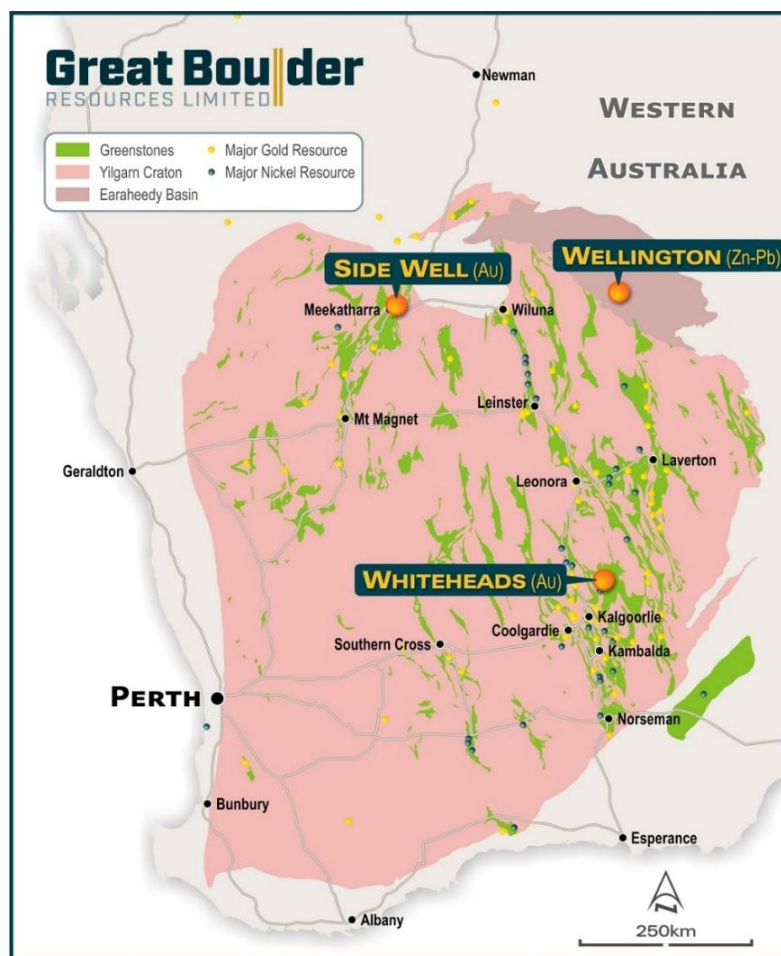 Great Boulder
RESOURCES LIMITED
Greenstones
Yilgarn Craton
Earaheedy Basin
Major Gold Resource
Major Nickel Resource
Newman
WESTERN
AUSTRALIA
SIDE WELL (Au)
WELLINGTON (Zn-Pb)
Meekatharra
Wiluna
Leinster
Mt Magnet
Laverton
Geraldton
Leonora
WHITEHEADS (Au)
Kalgoorlie
Coolgardie
Southern Cross
Kambalda
PERTH
Norseman
Bunbury
Esperance
Albany
N
250km